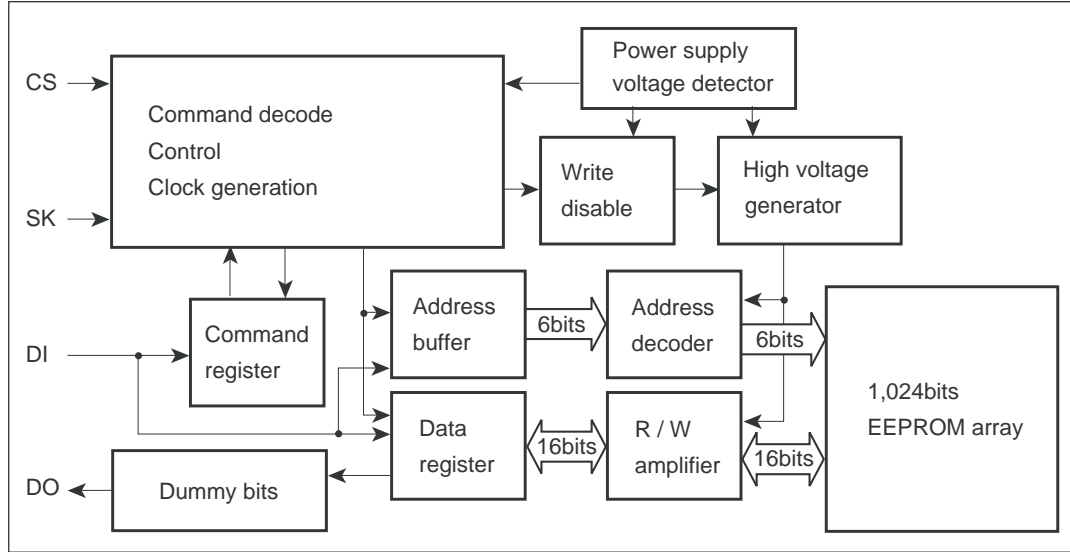 CS
SK
DI
DO
Command decode
Control
Clock generation
Power supply
voltage detector
Write
disable
High voltage
generator
Command
register
Address
buffer
6bits
Address
decoder
6bits
Data
register
16bits
R / W
amplifier
16bits
1,024bits
EEPROM array
Dummy bits